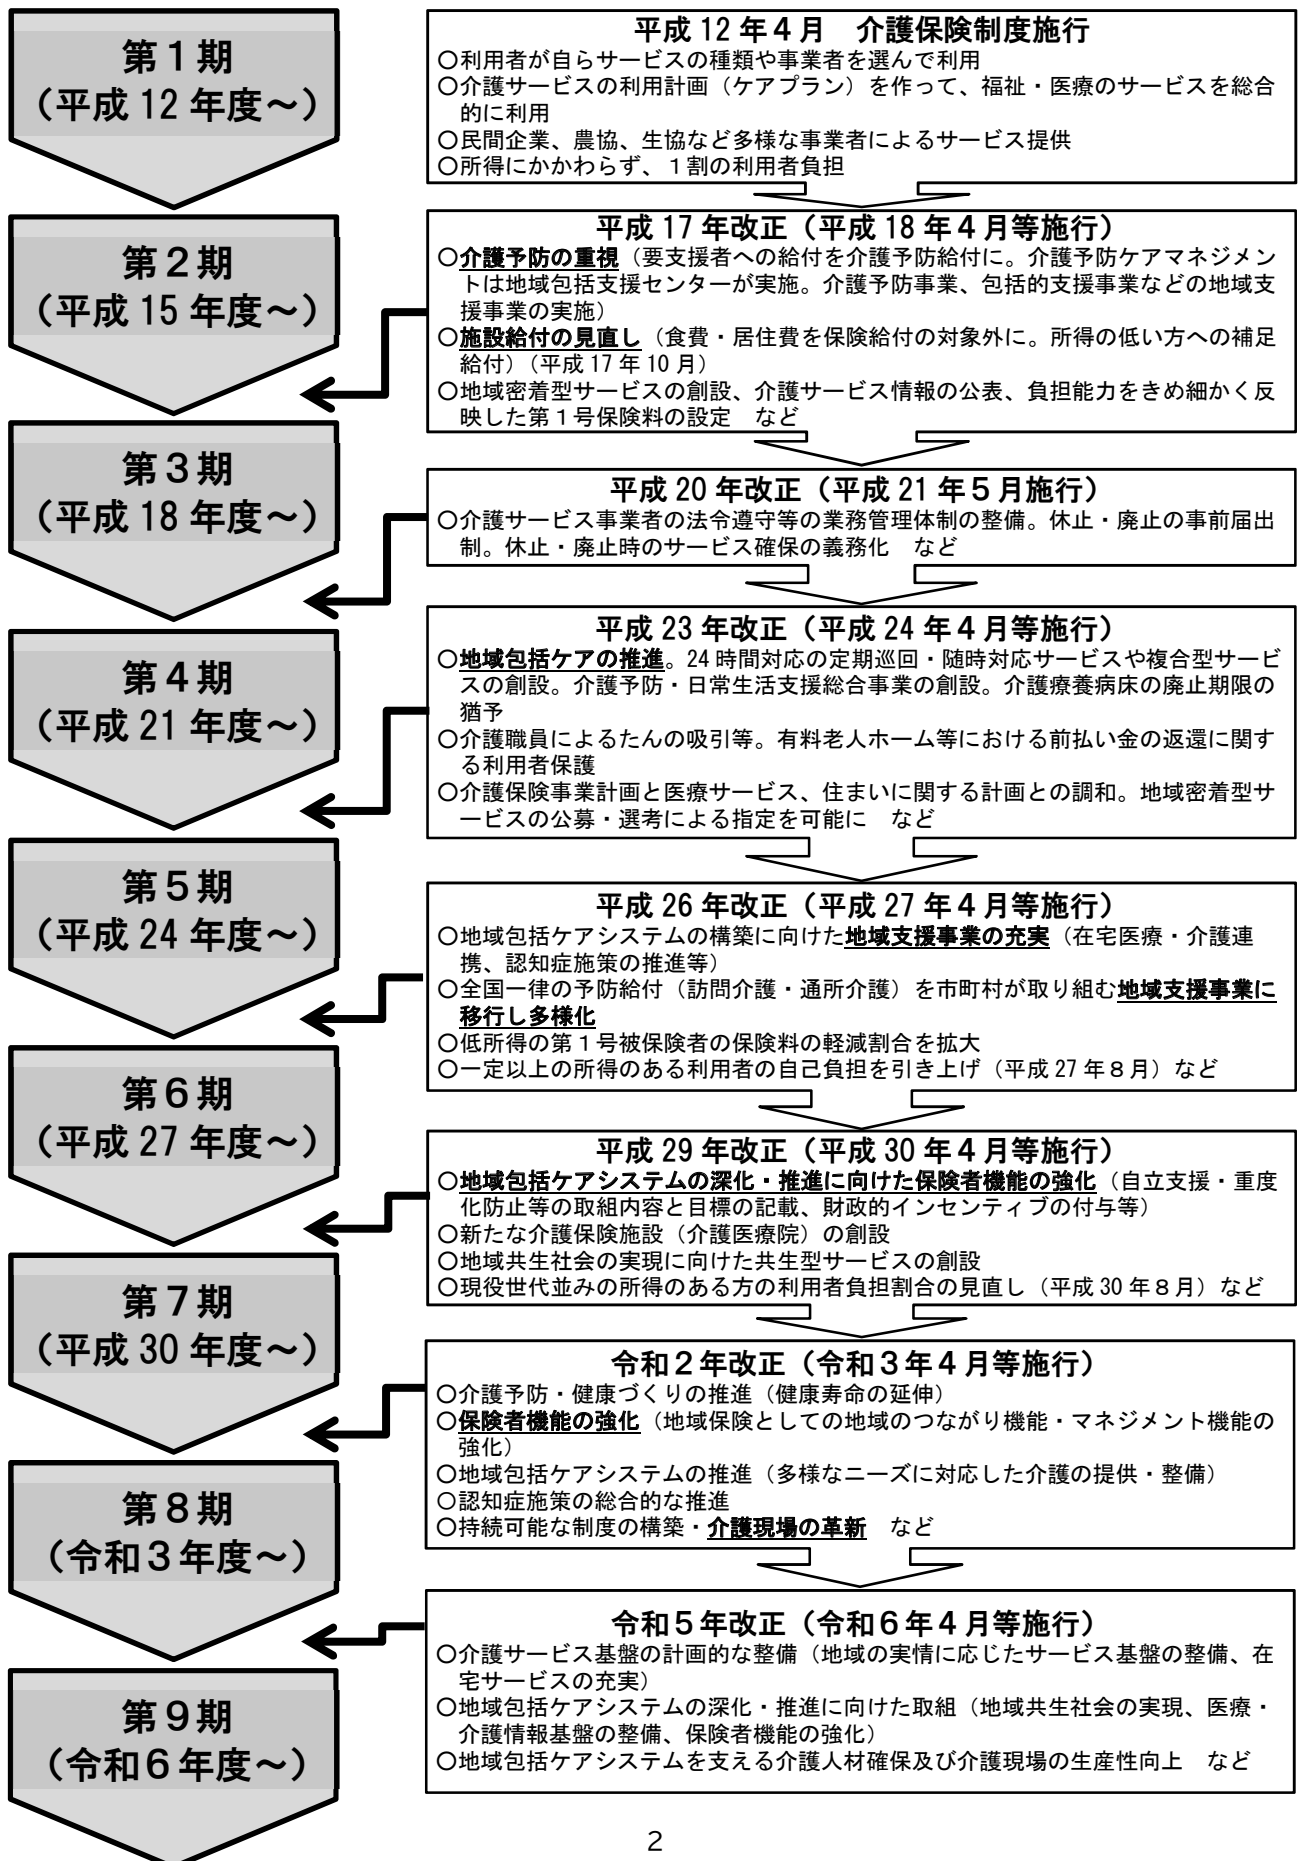 第１期
（平成 12 年度～）
平成 12 年４月　介護保険制度施行
○利用者が自らサービスの種類や事業者を選んで利用
○介護サービスの利用計画（ケアプラン）を作って、福祉・医療のサービスを総合
的に利用
○民間企業、農協、生協など多様な事業者によるサービス提供
○所得にかかわらず、１割の利用者負担
第２期
（平成 15 年度～）
平成 17 年改正（平成 18 年４月等施行）
○介護予防の重視（要支援者への給付を介護予防給付に。介護予防ケアマネジメン
トは地域包括支援センターが実施。介護予防事業、包括的支援事業などの地域支
援事業の実施）
○施設給付の見直し（食費・居住費を保険給付の対象外に。所得の低い方への補足
給付）（平成 17 年 10 月）
○地域密着型サービスの創設、介護サービス情報の公表、負担能力をきめ細かく反
映した第１号保険料の設定　など
第３期
（平成 18 年度～）
平成 20 年改正（平成 21 年５月施行）
○介護サービス事業者の法令遵守等の業務管理体制の整備。休止・廃止の事前届出
制。休止・廃止時のサービス確保の義務化　など
第４期
（平成 21 年度～）
平成 23 年改正（平成 24 年４月等施行）
○地域包括ケアの推進。24 時間対応の定期巡回・随時対応サービスや複合型サービ
スの創設。介護予防・日常生活支援総合事業の創設。介護療養病床の廃止期限の
猶予
○介護職員によるたんの吸引等。有料老人ホーム等における前払い金の返還に関す
る利用者保護
○介護保険事業計画と医療サービス、住まいに関する計画との調和。地域密着型サ
ービスの公募・選考による指定を可能に　など
第５期
（平成 24 年度～）
平成 26 年改正（平成 27 年４月等施行）
○地域包括ケアシステムの構築に向けた地域支援事業の充実（在宅医療・介護連
携、認知症施策の推進等）
○全国一律の予防給付（訪問介護・通所介護）を市町村が取り組む地域支援事業に
移行し多様化
○低所得の第１号被保険者の保険料の軽減割合を拡大
○一定以上の所得のある利用者の自己負担を引き上げ（平成 27 年８月）など
第６期
（平成 27 年度～）
平成 29 年改正（平成 30 年４月等施行）
○地域包括ケアシステムの深化・推進に向けた保険者機能の強化（自立支援・重度
化防止等の取組内容と目標の記載、財政的インセンティブの付与等）
○新たな介護保険施設（介護医療院）の創設
○地域共生社会の実現に向けた共生型サービスの創設
○現役世代並みの所得のある方の利用者負担割合の見直し（平成 30 年８月）など
第７期
（平成 30 年度～）
令和２年改正（令和３年４月等施行）
○介護予防・健康づくりの推進（健康寿命の延伸）
○保険者機能の強化（地域保険としての地域のつながり機能・マネジメント機能の
強化）
○地域包括ケアシステムの推進（多様なニーズに対応した介護の提供・整備）
○認知症施策の総合的な推進
○持続可能な制度の構築・介護現場の革新　など
第８期
（令和３年度～）
令和５年改正（令和６年４月等施行）
○介護サービス基盤の計画的な整備（地域の実情に応じたサービス基盤の整備、在
宅サービスの充実）
○地域包括ケアシステムの深化・推進に向けた取組（地域共生社会の実現、医療・
介護情報基盤の整備、保険者機能の強化）
○地域包括ケアシステムを支える介護人材確保及び介護現場の生産性向上　など
第９期
（令和６年度～）
2